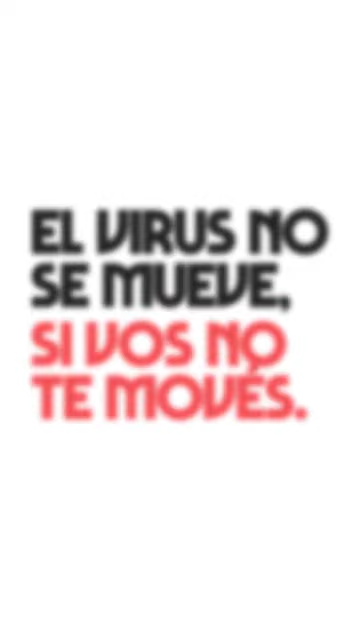 EL VIRUS NO
SE MUEVE,
SI VOS NO
TE MOVÉS.